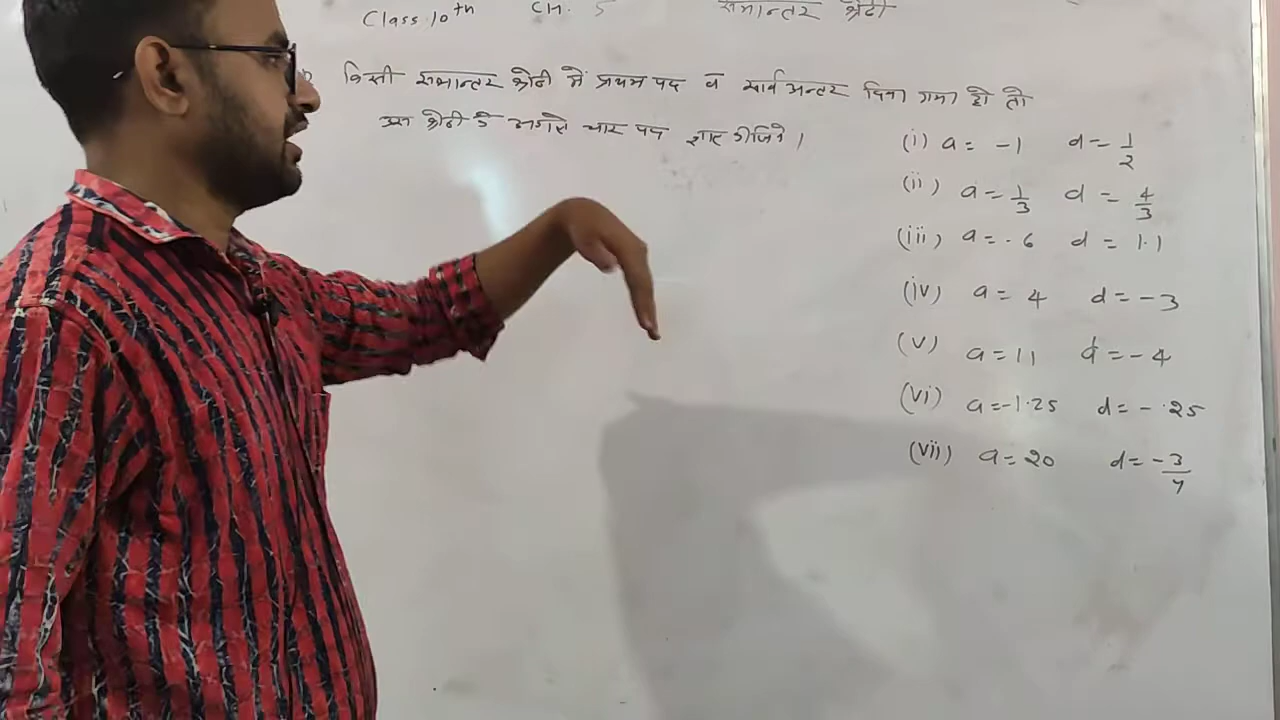 Class 10th CH. 5 समान्तर श्रेढी
किसी समान्तर श्रेढी में प्रथम पद व सार्वअन्तर दिया गया हो तो
उस श्रेढी के अगले चार पद ज्ञात कीजिये।
(i) a = -1 d = 1/2
(ii) a = 1/3 d = 4/3
(iii) a = .6 d = 1.1
(iv) a = 4 d = -3
(v) a = 11 d = -4
(vi) a = -1.25 d = -.25
(vii) a = 20 d = -3/4